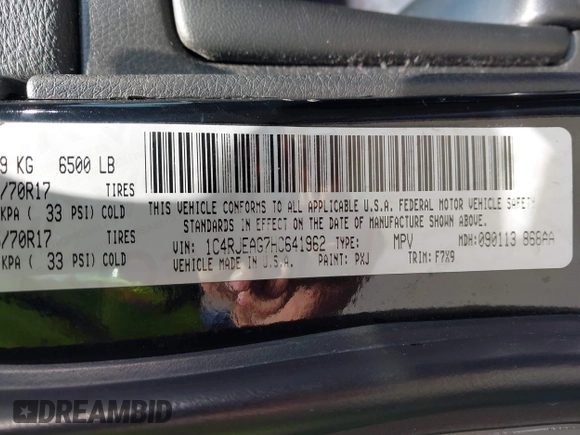 9 KG 6500 LB
/70R17 TIRES
KPA ( 33 PSI) COLD
/70R17 TIRES
KPA ( 33 PSI) COLD
THIS VEHICLE CONFORMS TO ALL APPLICABLE U.S.A. FEDERAL MOTOR VEHICLE SAFETY
STANDARDS IN EFFECT ON THE DATE OF MANUFACTURE SHOWN ABOVE.
VIN: 1C4RJEAG7HC641962 TYPE: MPV MDH:090113 868AA
VEHICLE MADE IN U.S.A. PAINT: PXJ TRIM: F7X9
DREAMBID